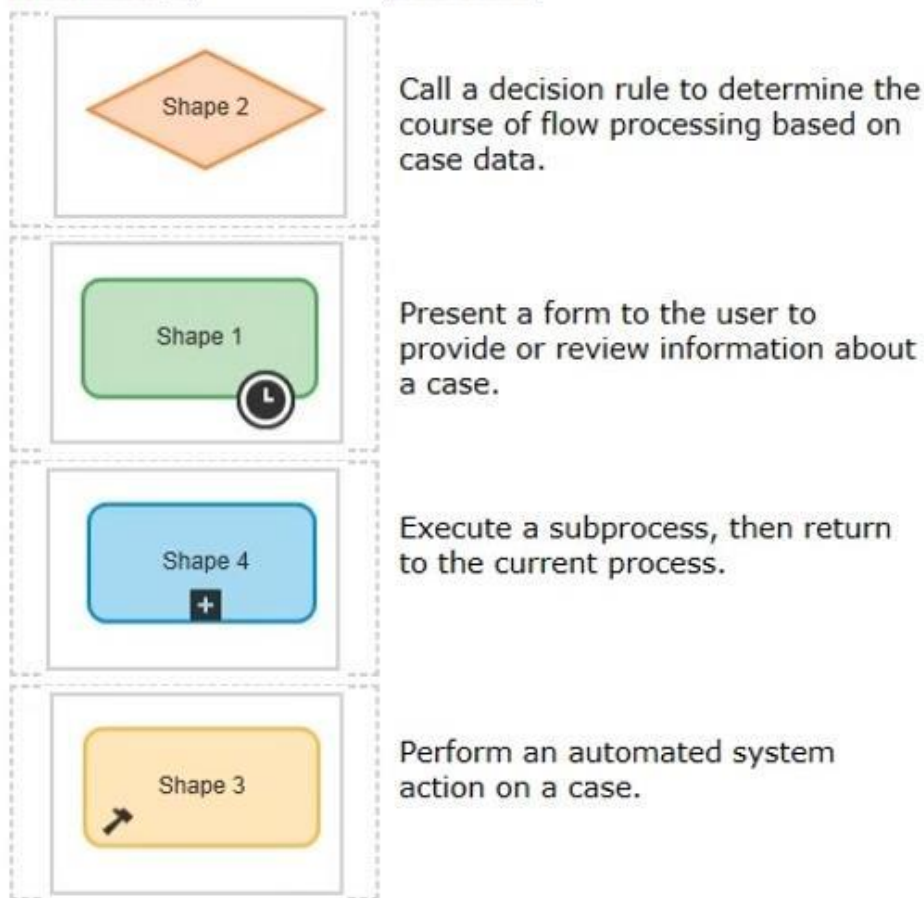 Shape 2
Call a decision rule to determine the
course of flow processing based on
case data.
Shape 1
Present a form to the user to
provide or review information about
a case.
Shape 4
Execute a subprocess, then return
to the current process.
Shape 3
Perform an automated system
action on a case.